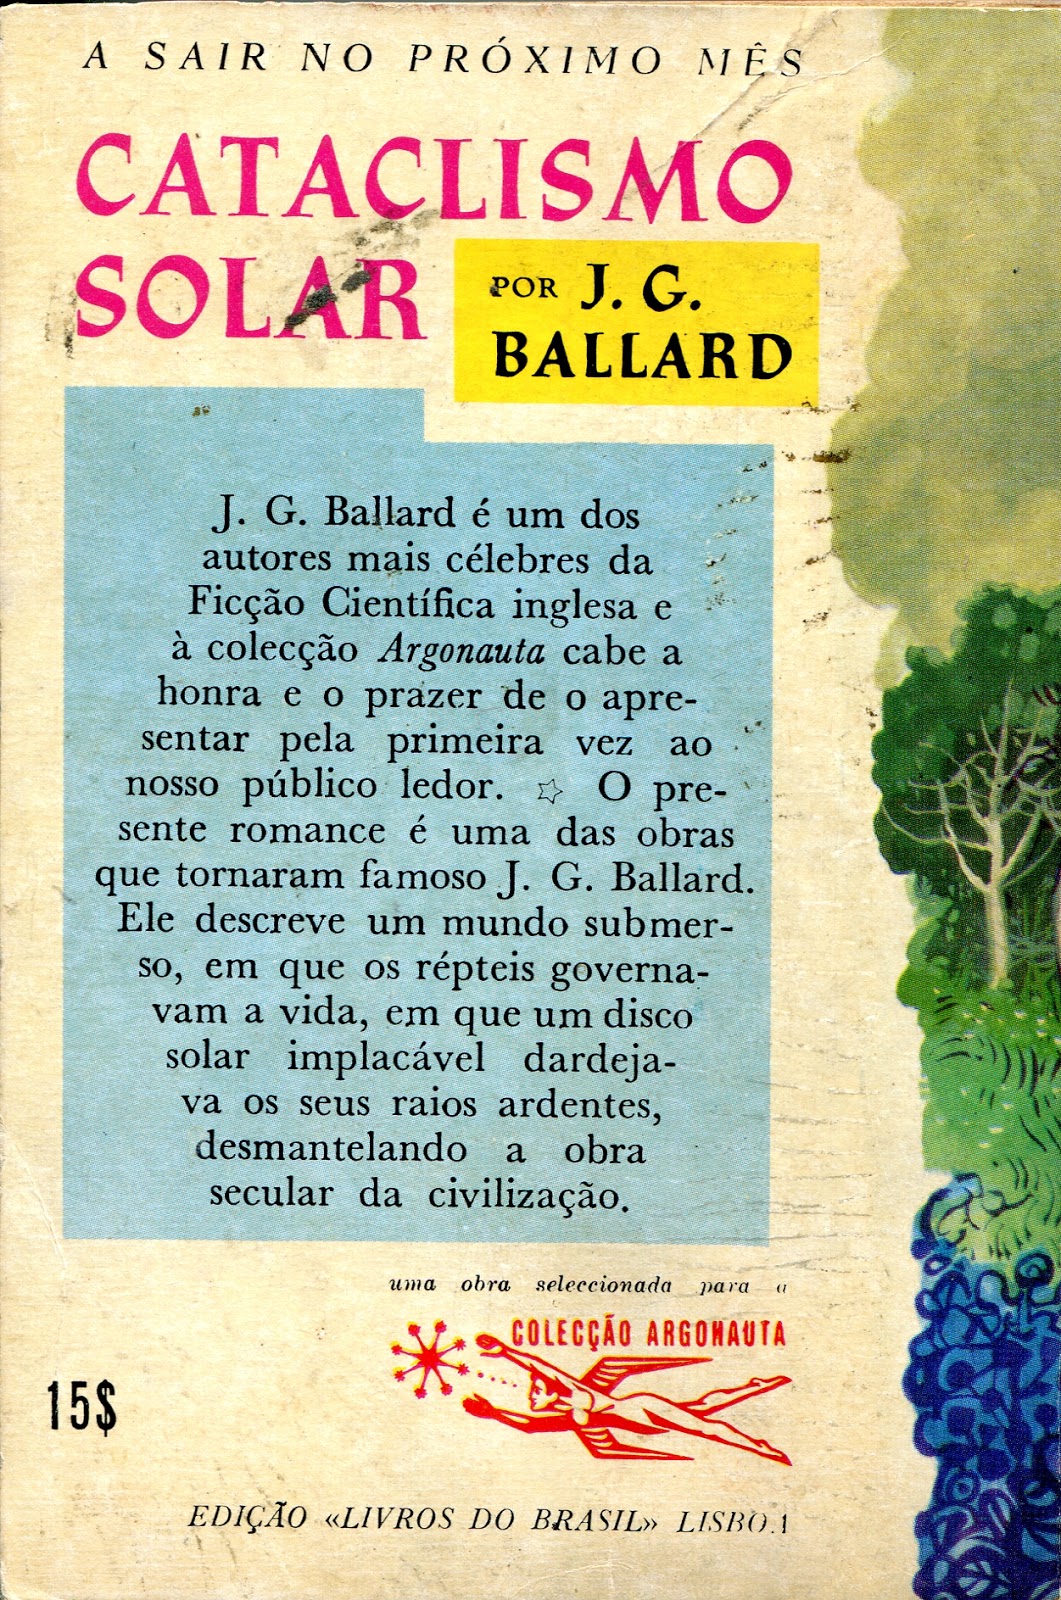 A SAIR NO PRÓXIMO MÊS
CATACLISMO
SOLAR
POR J. G.
BALLARD
J. G. Ballard é um dos
autores mais célebres da
Ficção Científica inglesa e
à colecção Argonauta cabe a
honra e o prazer de o apre-
sentar pela primeira vez ao
nosso público ledor. ☆ O pre-
sente romance é uma das obras
que tornaram famoso J. G. Ballard.
Ele descreve um mundo submer-
so, em que os répteis governa-
vam a vida, em que um disco
solar implacável dardeja-
va os seus raios ardentes,
desmantelando a obra
secular da civilização.
uma obra seleccionada para a
COLECÇÃO ARGONAUTA
15$
EDIÇÃO «LIVROS DO BRASIL» LISBOA